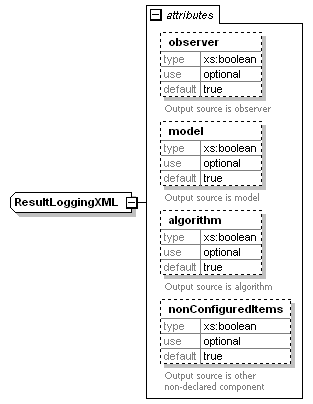 attributes
observer
type xs:boolean
use optional
default true
Output source is observer
model
type xs:boolean
use optional
default true
Output source is model
ResultLoggingXML
algorithm
type xs:boolean
use optional
default true
Output source is algorithm
nonConfiguredItems
type xs:boolean
use optional
default true
Output source is other
non-declared component